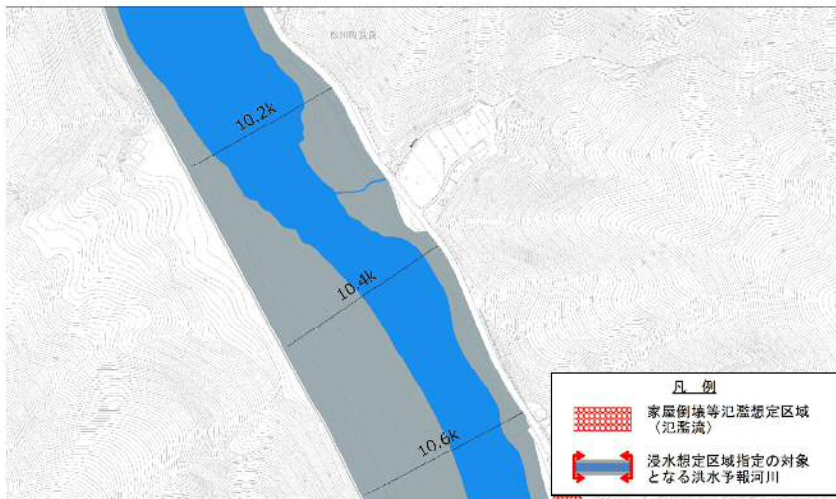 10.2k
10.4k
10.6k
凡 例
家屋倒壊等氾濫想定区域
（氾濫流）
浸水想定区域指定の対象
となる洪水予報河川